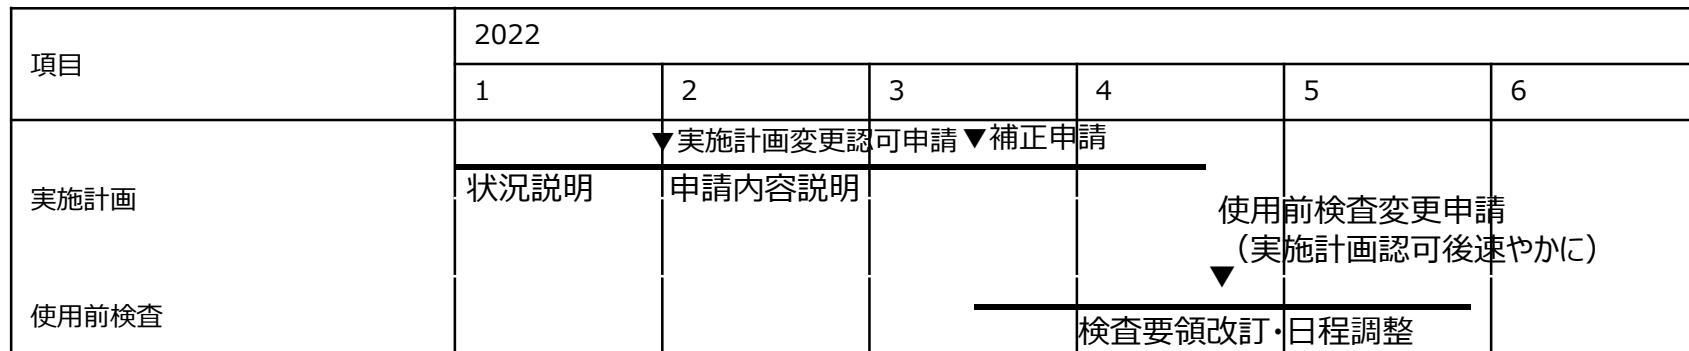 項目
2022
1 2 3 4 5 6
▼実施計画変更認可申請 ▼補正申請
実施計画
状況説明 申請内容説明
使用前検査変更申請
（実施計画認可後速やかに）
▼
使用前検査
検査要領改訂・日程調整